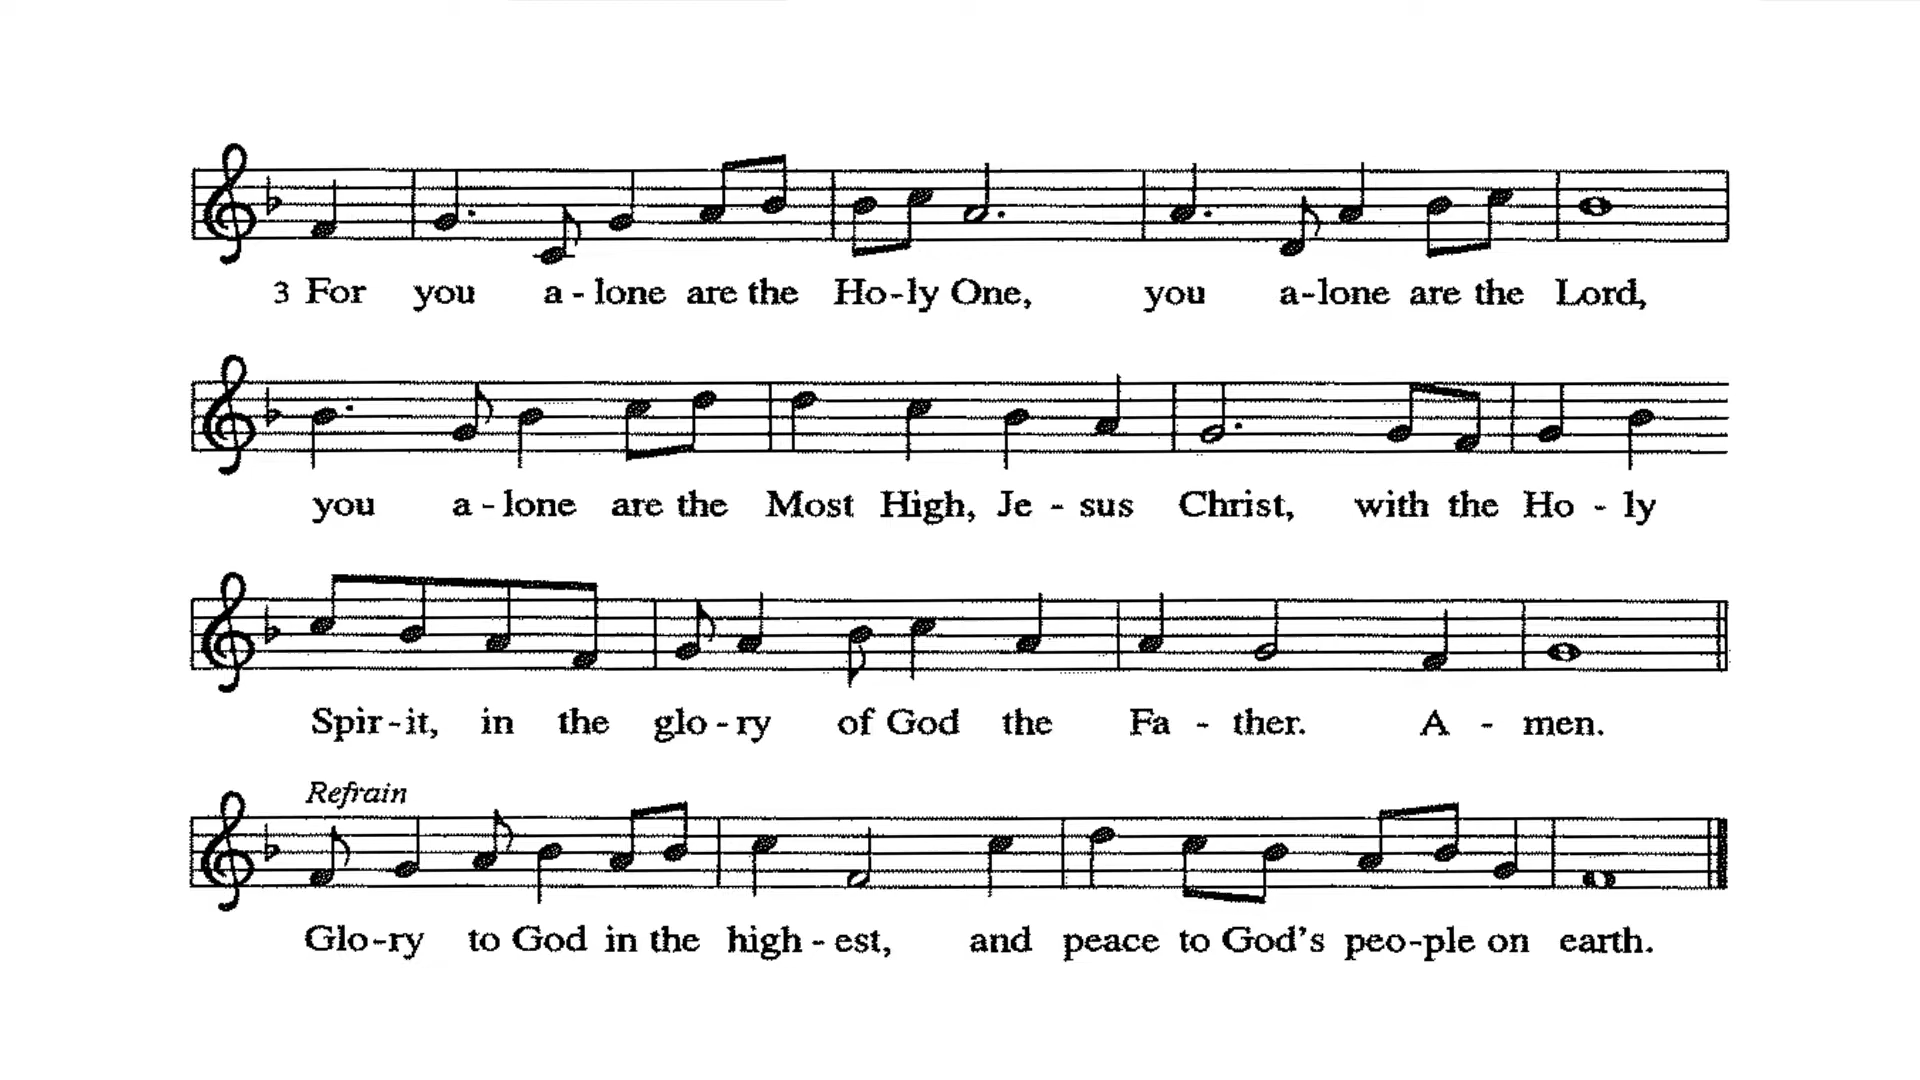 3 For you a - lone are the Ho - ly One, you a - lone are the Lord,
you a - lone are the Most High, Je - sus Christ, with the Ho - ly
Spir - it, in the glo - ry of God the Fa - ther. A - men.
Refrain
Glo - ry to God in the high - est, and peace to God's peo - ple on earth.